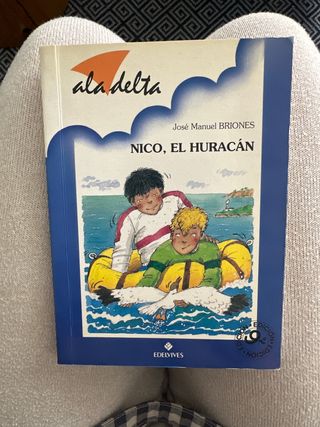 ala delta
José Manuel BRIONES
NICO, EL HURACÁN
EDELVIVES